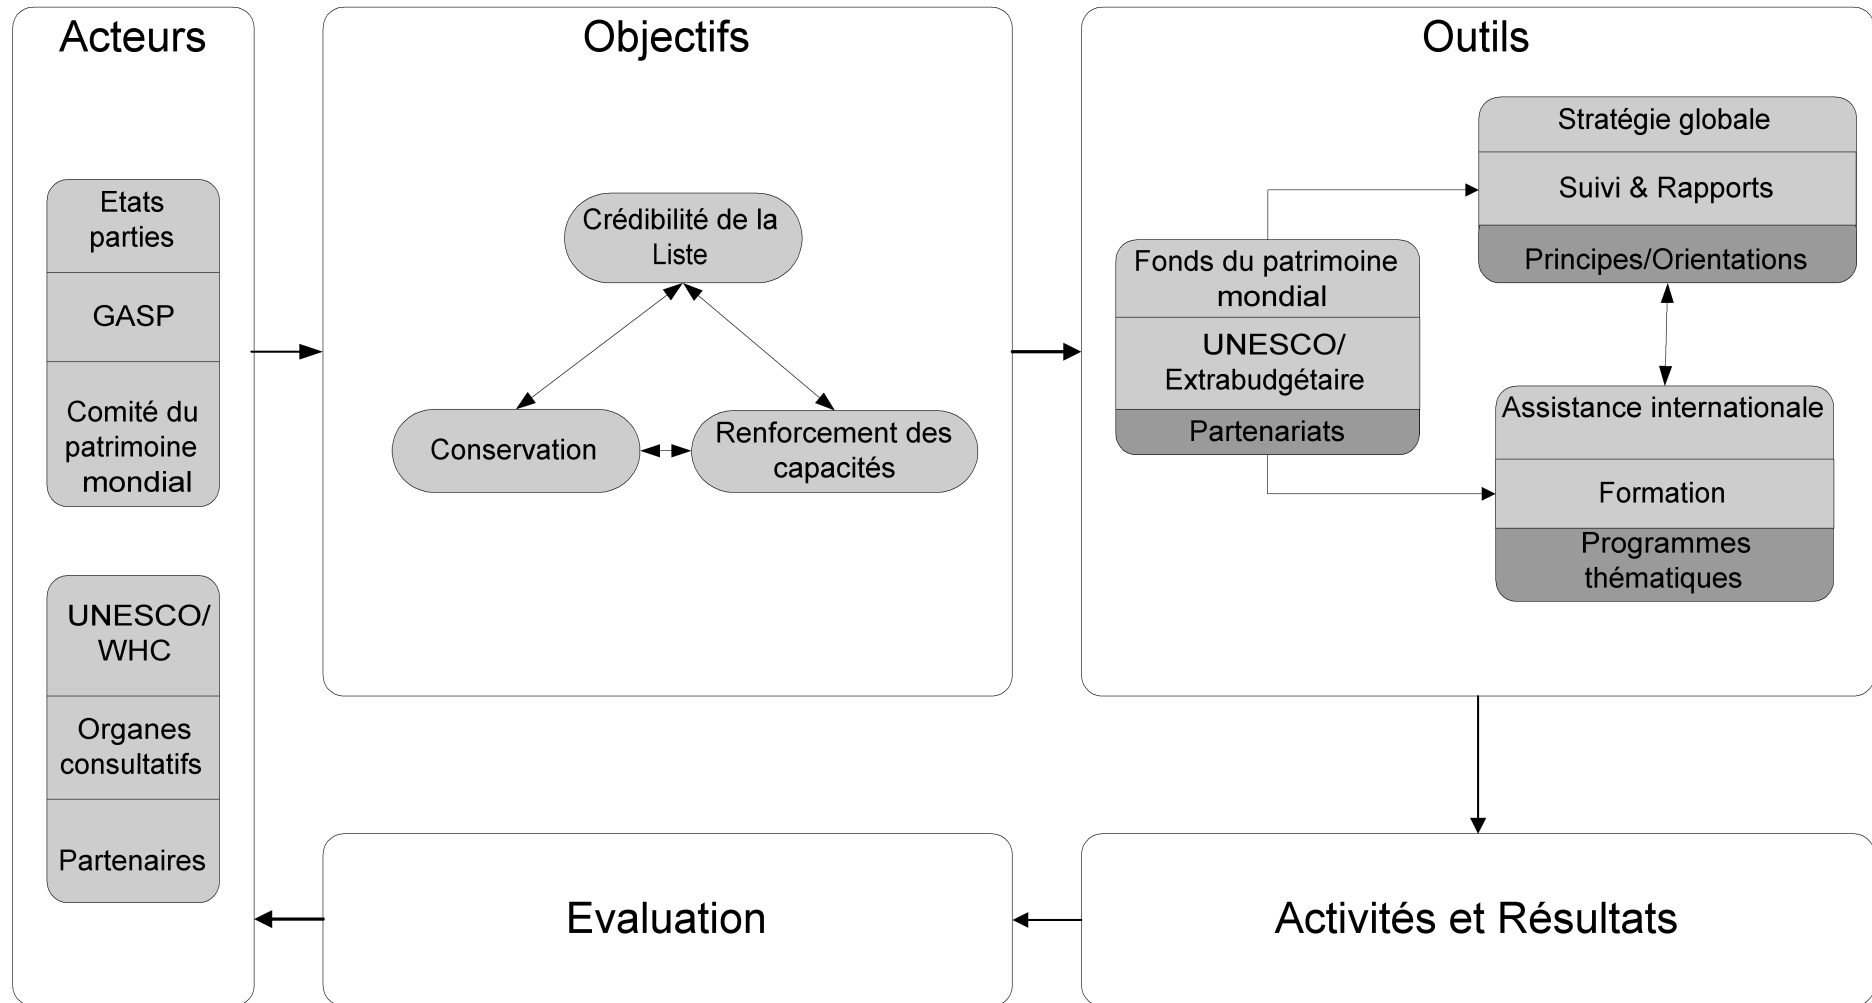 Acteurs
Etats
parties
GASP
Comité du
patrimoine
mondial
UNESCO/
WHC
Organes
consultatifs
Partenaires
Objectifs
Crédibilité de la
Liste
Conservation
Renforcement des
capacités
Outils
Fonds du patrimoine
mondial
UNESCO/
Extrabudgétaire
Partenariats
Stratégie globale
Suivi & Rapports
Principes/Orientations
Assistance internationale
Formation
Programmes
thématiques
Activités et Résultats
Evaluation